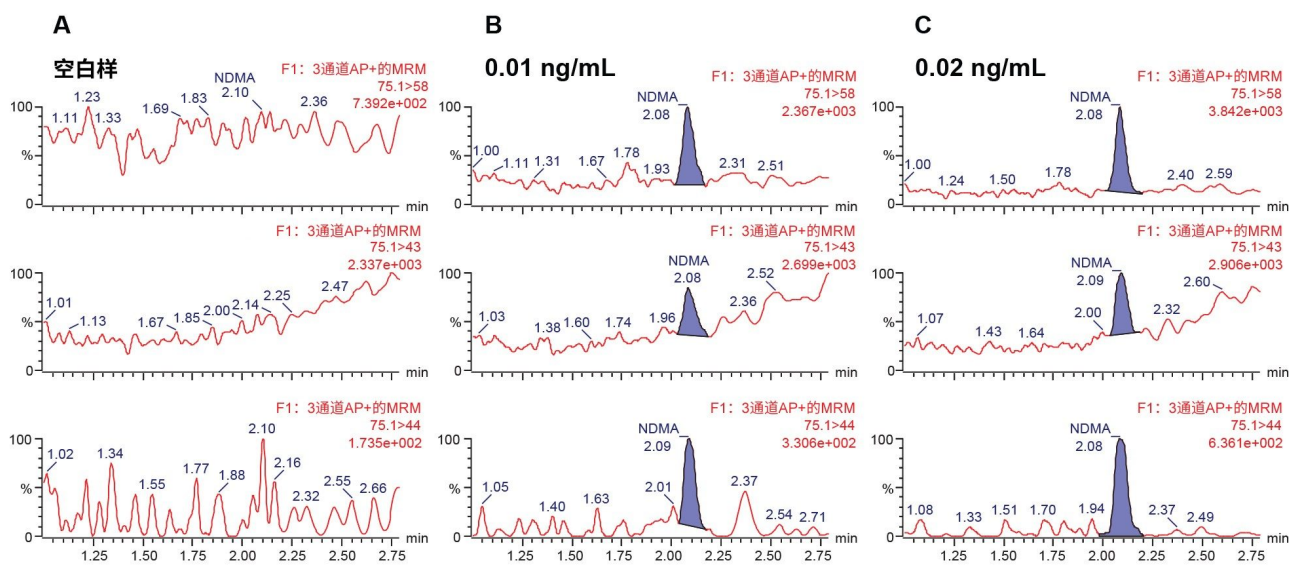 A
空白样
F1：3通道AP+的MRM
75.1>58
7.392e+002
NDMA
2.10
1.23
1.11
1.33
1.69
1.83
2.36
100
%
0
min
F1：3通道AP+的MRM
75.1>43
2.337e+003
1.01
1.13
1.67
1.85
2.00
2.14
2.25
2.47
100
%
0
min
F1：3通道AP+的MRM
75.1>44
1.735e+002
1.02
1.34
1.55
1.77
1.88
2.10
2.16
2.32
2.55
2.66
100
%
0
min
1.25 1.50 1.75 2.00 2.25 2.50 2.75
B
0.01 ng/mL
F1：3通道AP+的MRM
75.1>58
2.367e+003
NDMA
2.08
1.00
1.11
1.31
1.67
1.78
1.93
2.31
2.51
100
%
0
min
F1：3通道AP+的MRM
75.1>43
2.699e+003
NDMA
2.08
1.03
1.38
1.60
1.74
1.96
2.36
2.52
100
%
0
min
F1：3通道AP+的MRM
75.1>44
3.306e+002
NDMA
2.09
1.05
1.40
1.63
2.01
2.37
2.54
2.71
100
%
0
min
1.25 1.50 1.75 2.00 2.25 2.50 2.75
C
0.02 ng/mL
F1：3通道AP+的MRM
75.1>58
3.842e+003
NDMA
2.08
1.00
1.24
1.50
1.78
2.40
2.59
100
%
0
min
F1：3通道AP+的MRM
75.1>43
2.906e+003
NDMA
2.09
1.07
1.43
1.64
2.00
2.32
2.60
100
%
0
min
F1：3通道AP+的MRM
75.1>44
6.361e+002
NDMA
2.08
1.08
1.33
1.51
1.70
1.94
2.37
2.49
100
%
0
min
1.25 1.50 1.75 2.00 2.25 2.50 2.75